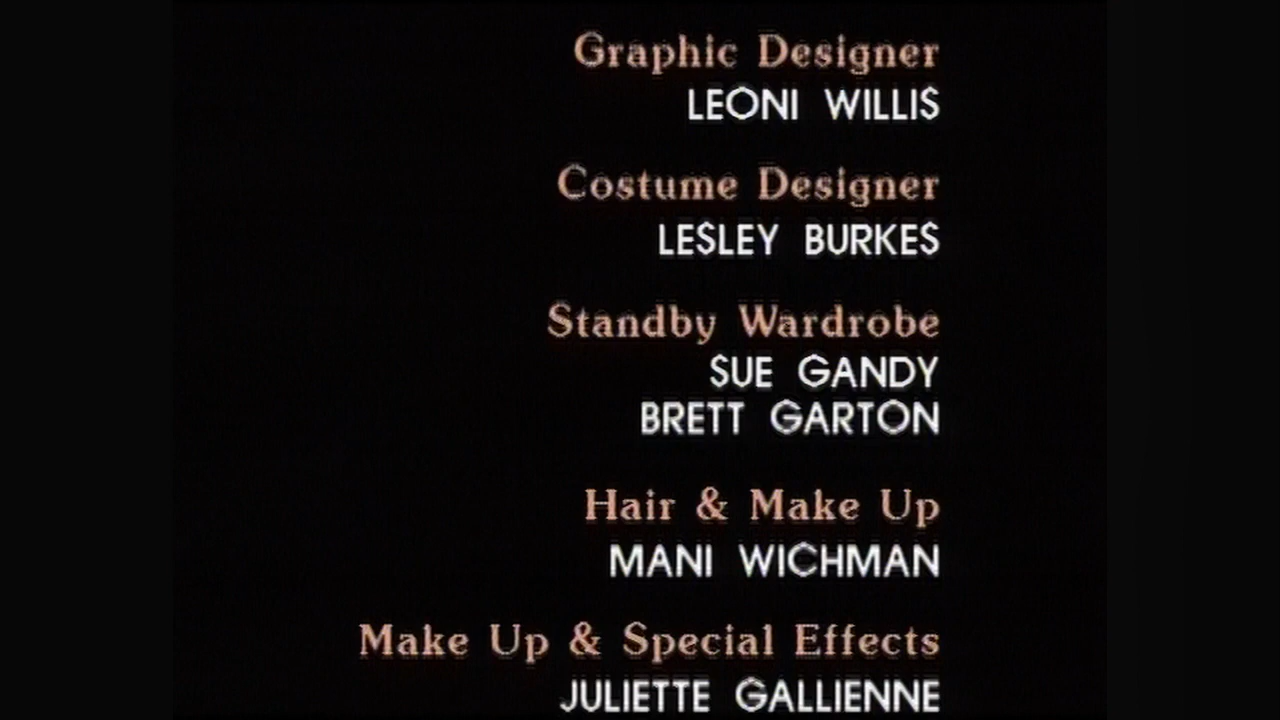 Graphic Designer
LEONI WILLIS
Costume Designer
LESLEY BURKES
Standby Wardrobe
SUE GANDY
BRETT GARTON
Hair & Make Up
MANI WICHMAN
Make Up & Special Effects
JULIETTE GALLIENNE